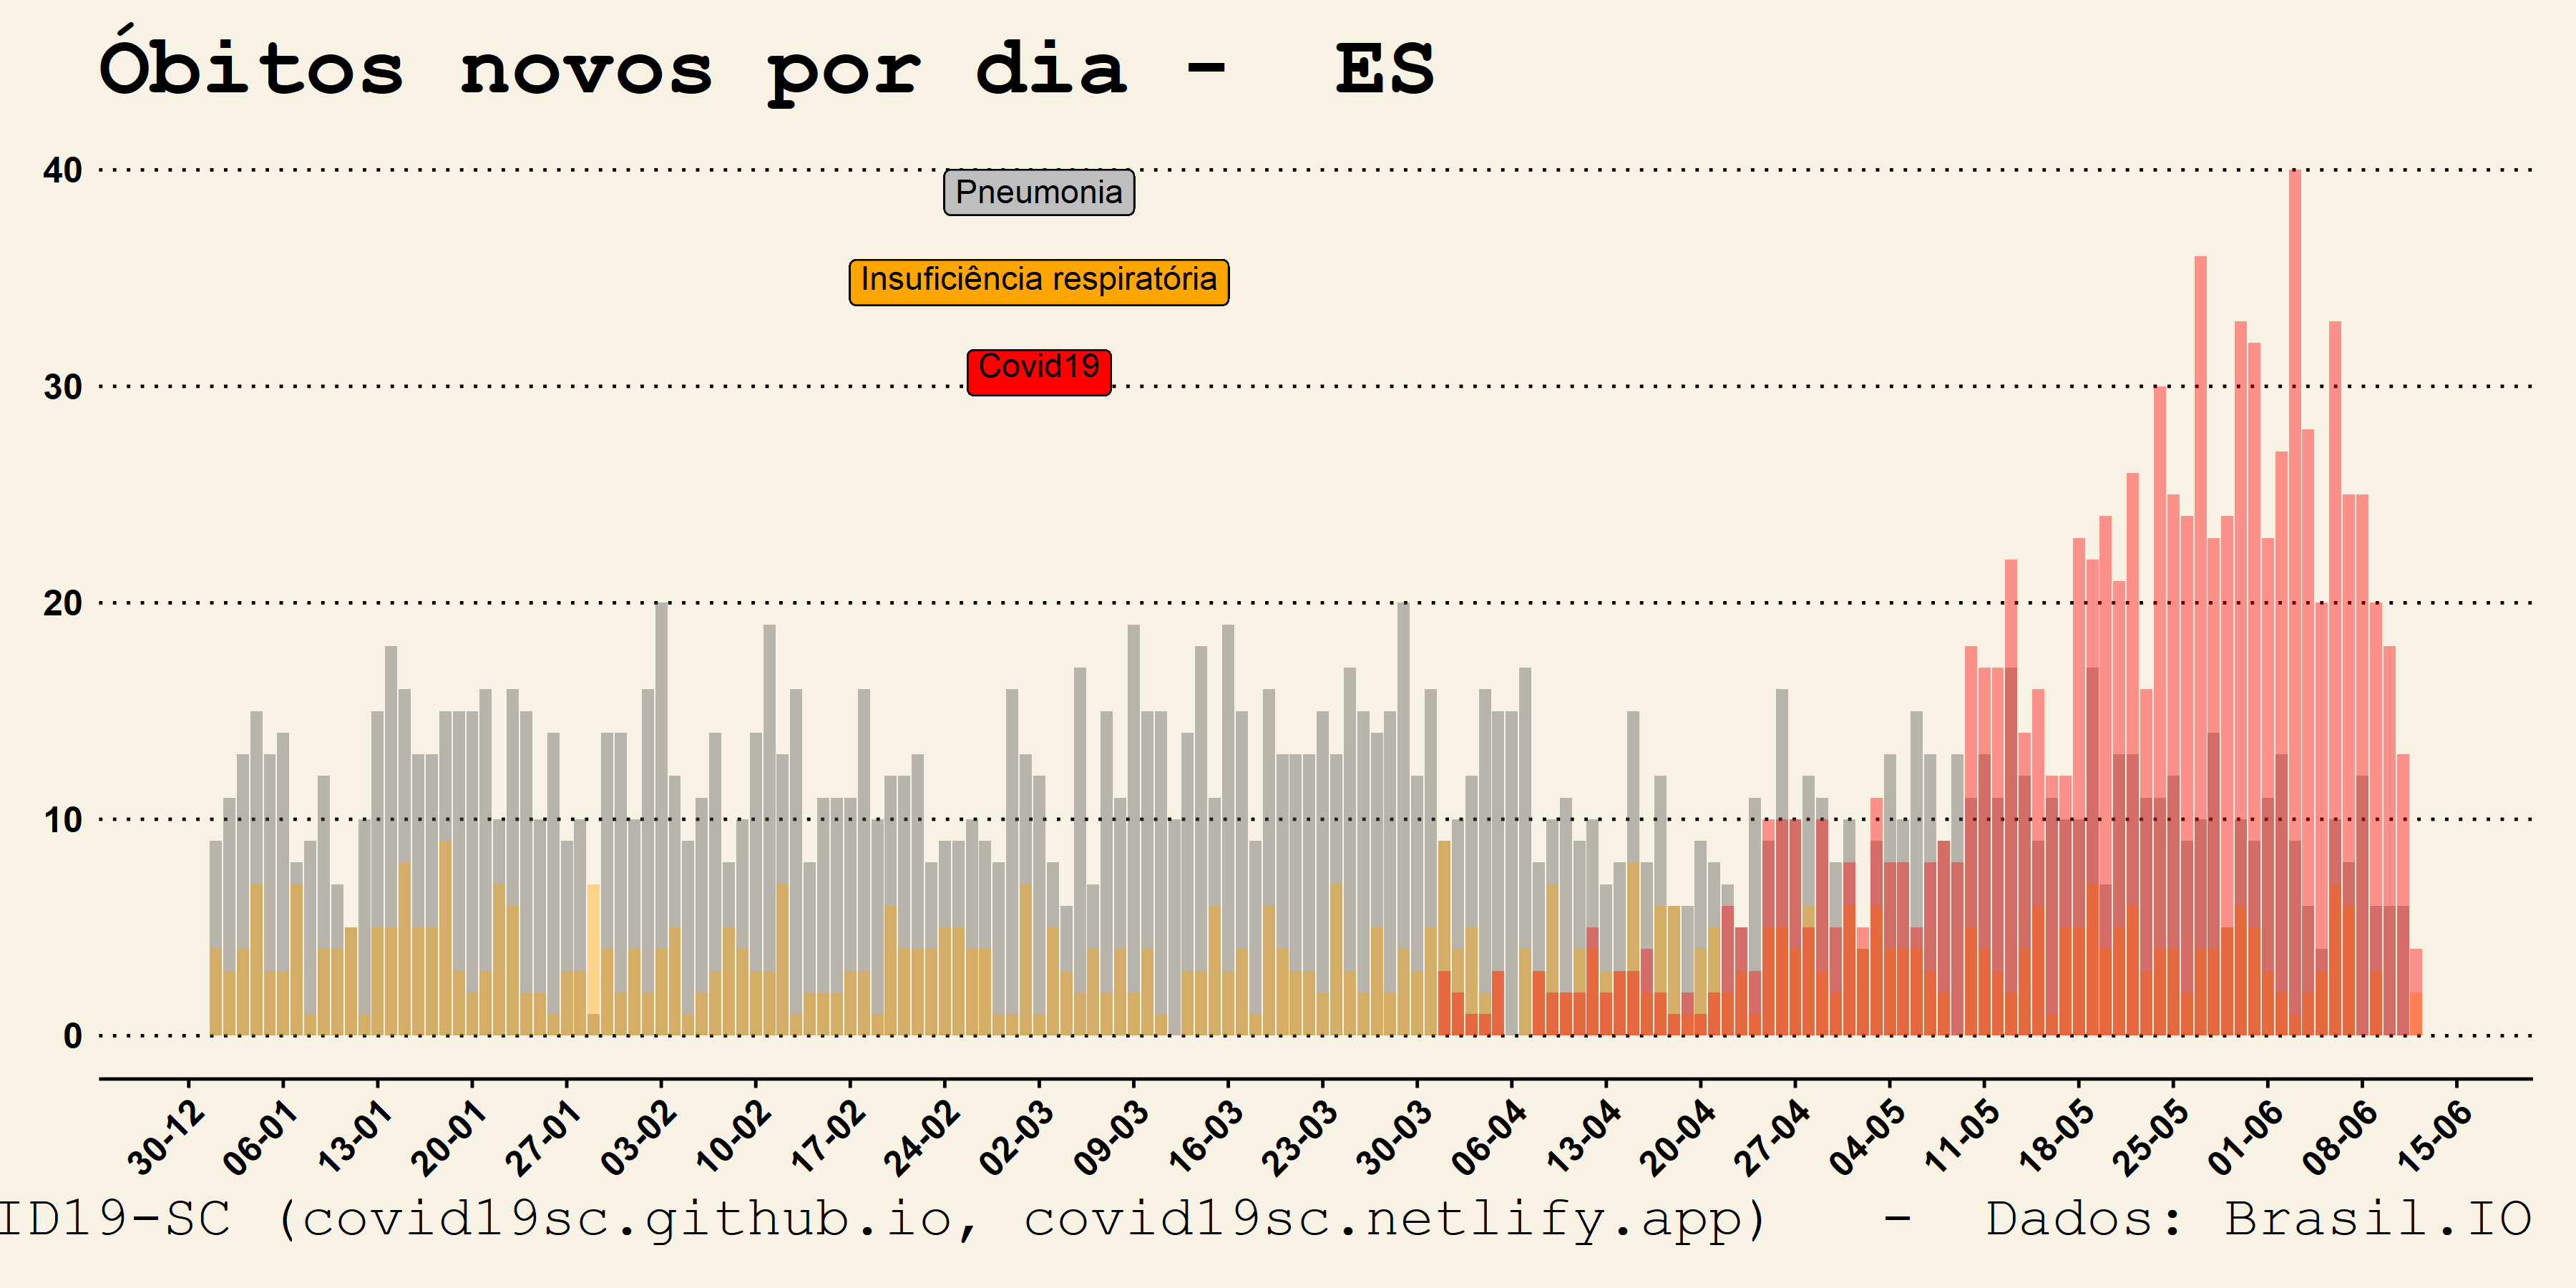 Óbitos novos por dia - ES
40
Pneumonia
Insuficiência respiratória
Covid19
30
20
10
0
30-12 06-01 13-01 20-01 27-01 03-02 10-02 17-02 24-02 02-03 09-03 16-03 23-03 30-03 06-04 13-04 20-04 27-04 04-05 11-05 18-05 25-05 01-06 08-06 15-06
ID19-SC (covid19sc.github.io, covid19sc.netlify.app) - Dados: Brasil.IO